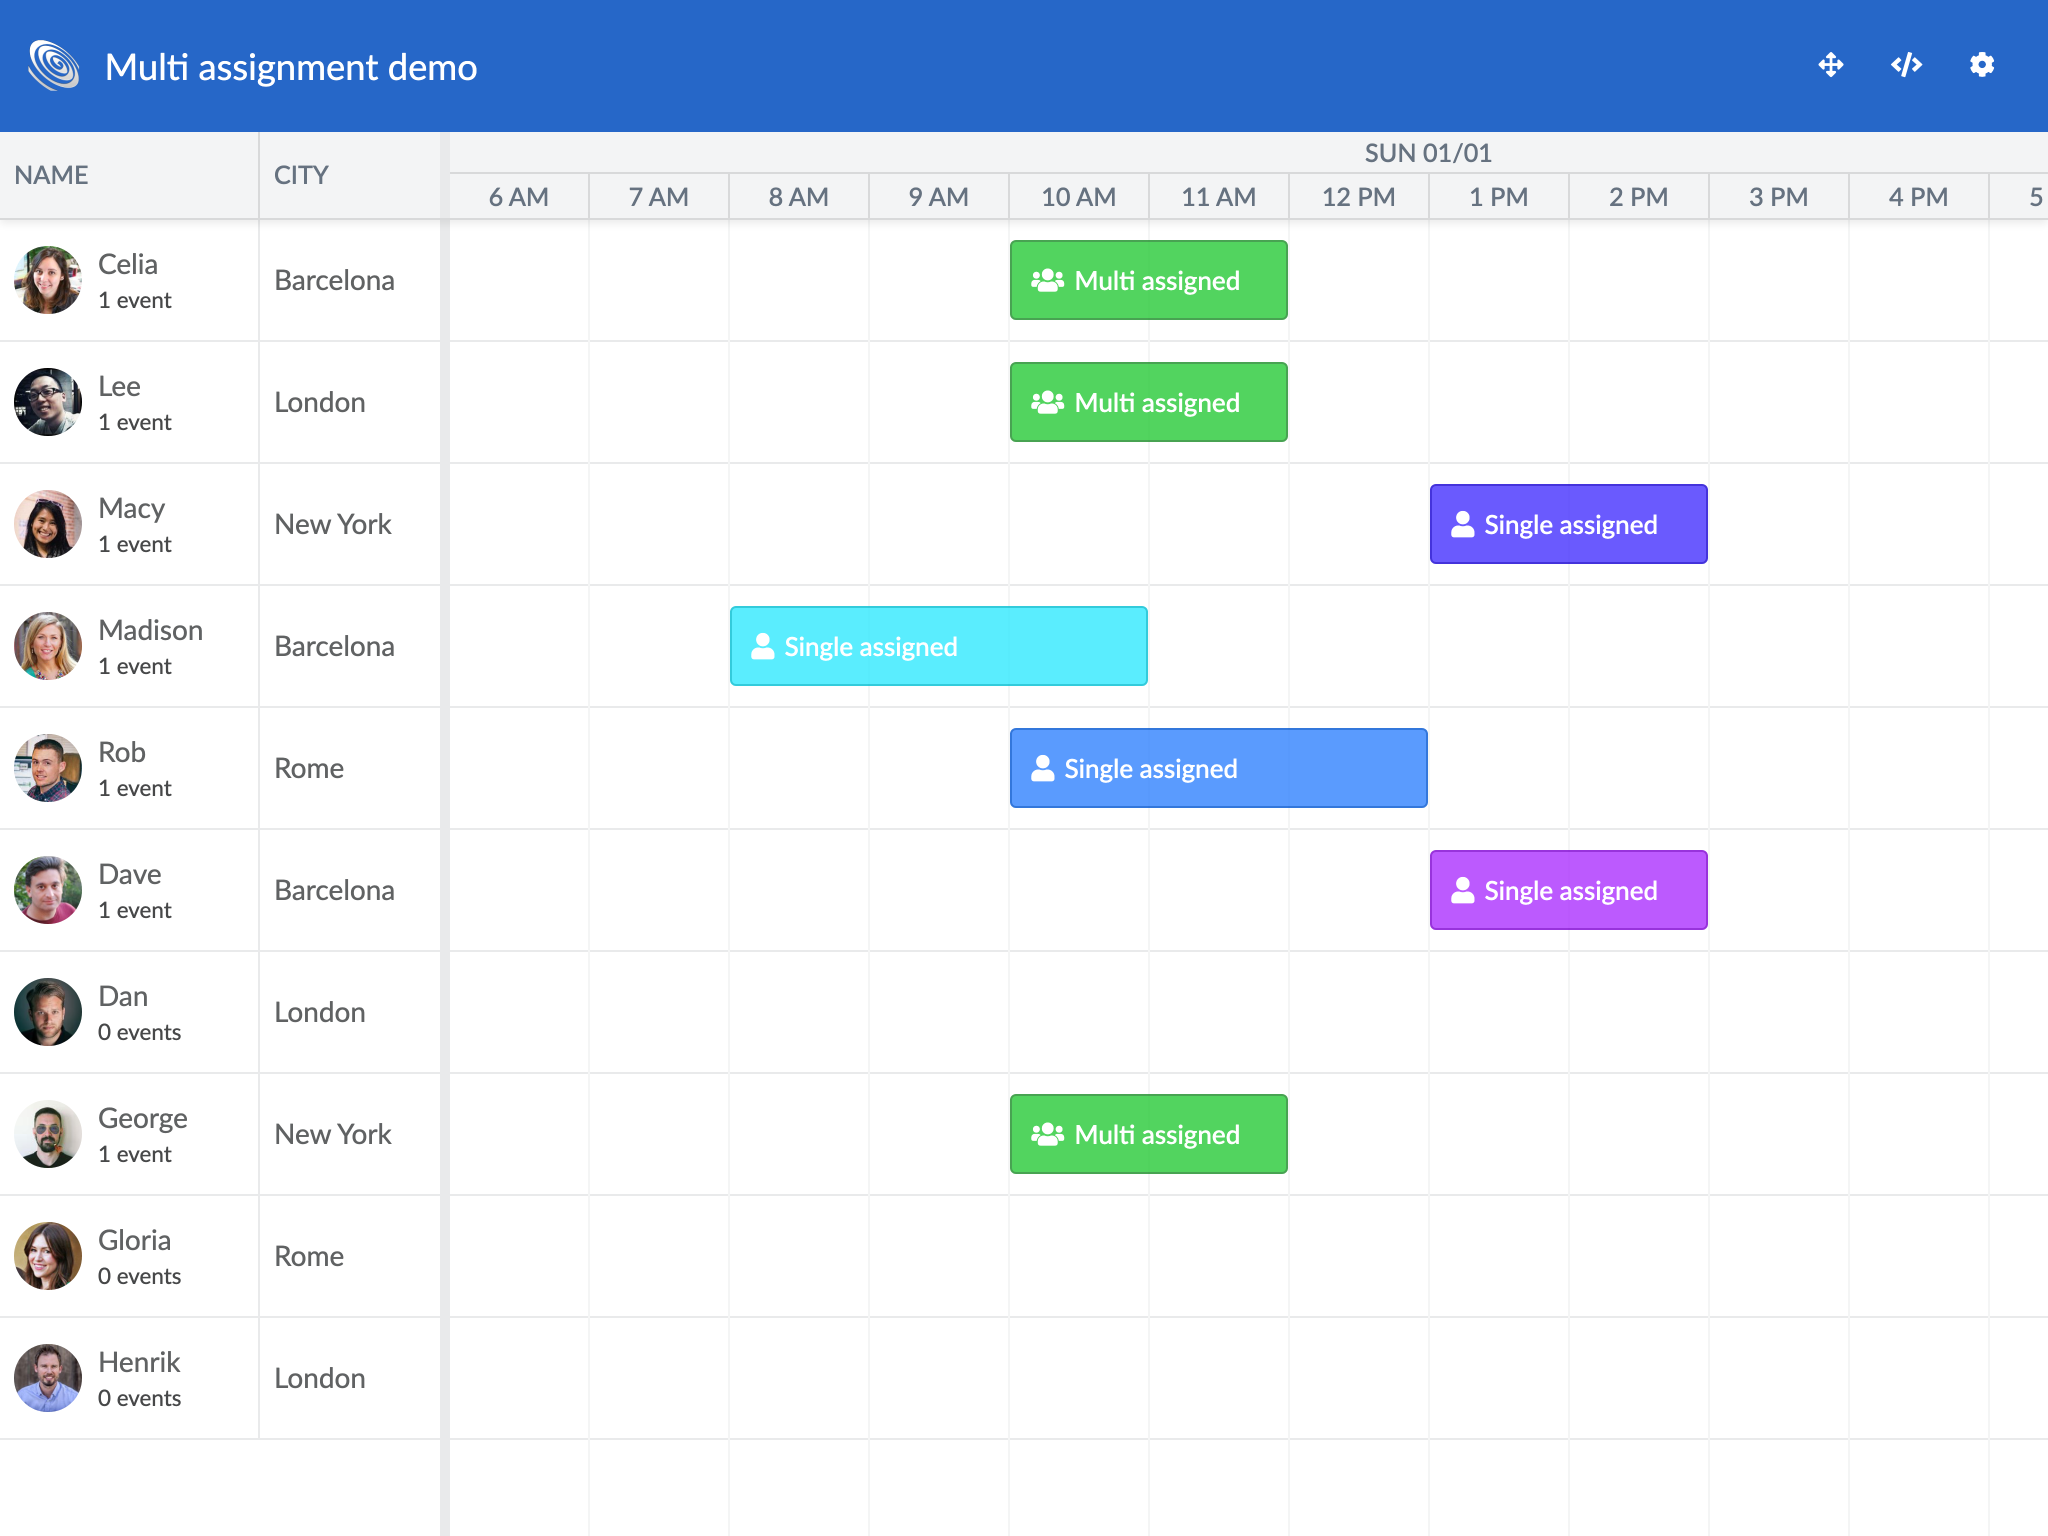 Multi assignment demo
NAME
CITY
SUN 01/01
6 AM 7 AM 8 AM 9 AM 10 AM 11 AM 12 PM 1 PM 2 PM 3 PM 4 PM 5
Celia
1 event
Barcelona
Multi assigned
Lee
1 event
London
Multi assigned
Macy
1 event
New York
Single assigned
Madison
1 event
Barcelona
Single assigned
Rob
1 event
Rome
Single assigned
Dave
1 event
Barcelona
Single assigned
Dan
0 events
London
George
1 event
New York
Multi assigned
Gloria
0 events
Rome
Henrik
0 events
London